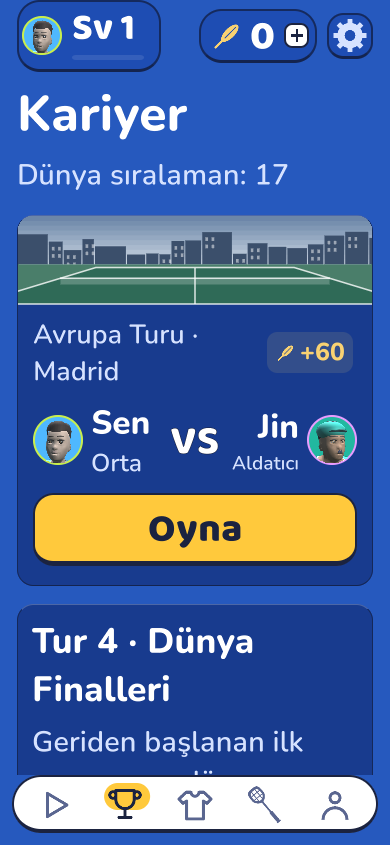 Sv 1
0
Kariyer
Dünya sıralaman: 17
Avrupa Turu ·
Madrid
+60
Sen
Orta
VS
Jin
Aldatıcı
Oyna
Tur 4 · Dünya
Finalleri
Geriden başlanan ilk